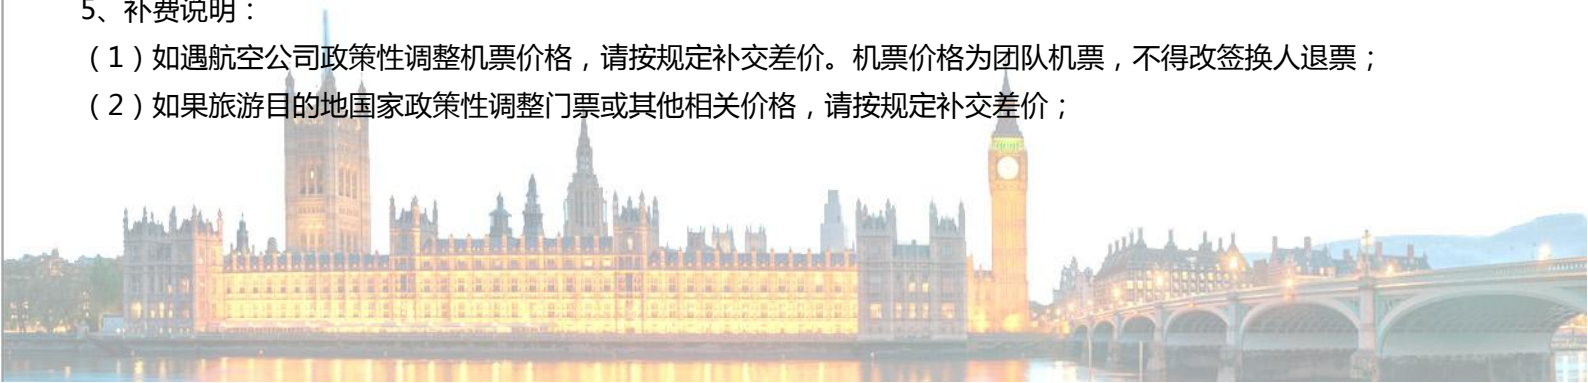 5、补费说明：
（1）如遇航空公司政策性调整机票价格，请按规定补交差价。机票价格为团队机票，不得改签换人退票；
（2）如果旅游目的地国家政策性调整门票或其他相关价格，请按规定补交差价；